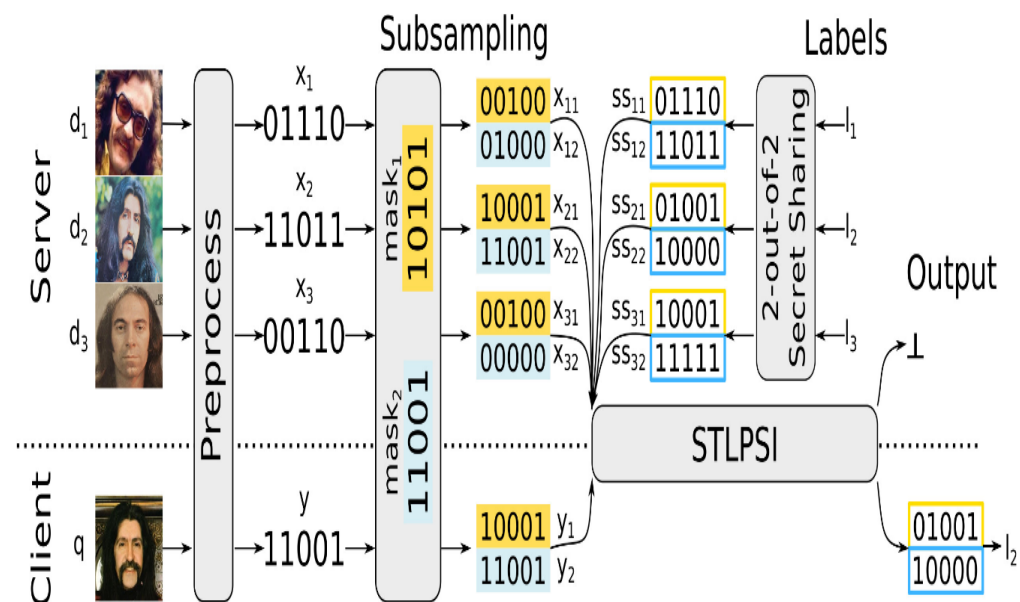 Subsampling
Labels
Server
d₁
x₁
01110
00100
x₁₁
01000
x₁₂
ss₁₁
01110
ss₁₂
11011
l₁
d₂
x₂
11011
10001
x₂₁
11001
x₂₂
ss₂₁
01001
ss₂₂
10000
l₂
d₃
x₃
00110
00100
x₃₁
00000
x₃₂
ss₃₁
10001
ss₃₂
11111
l₃
Preprocess
mask₁
10101
mask₂
11001
2-out-of-2
Secret Sharing
Output
⊥
STLPSI
Client
q
y
11001
10001
y₁
11001
y₂
01001
10000
l₂